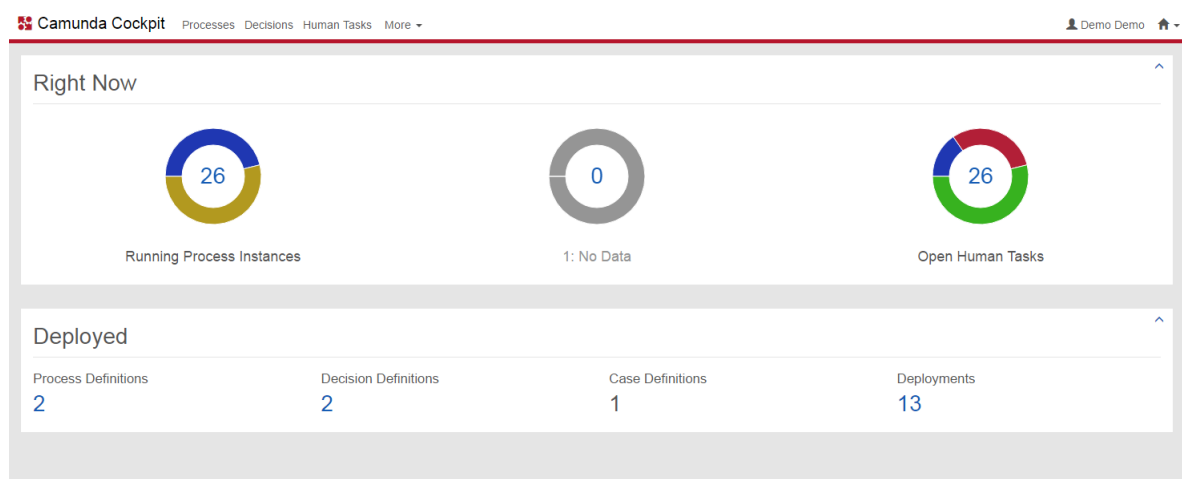 Camunda Cockpit Processes Decisions Human Tasks More Demo Demo
Right Now
26 0 26
Running Process Instances 1: No Data Open Human Tasks
Deployed
Process Definitions Decision Definitions Case Definitions Deployments
2 2 1 13